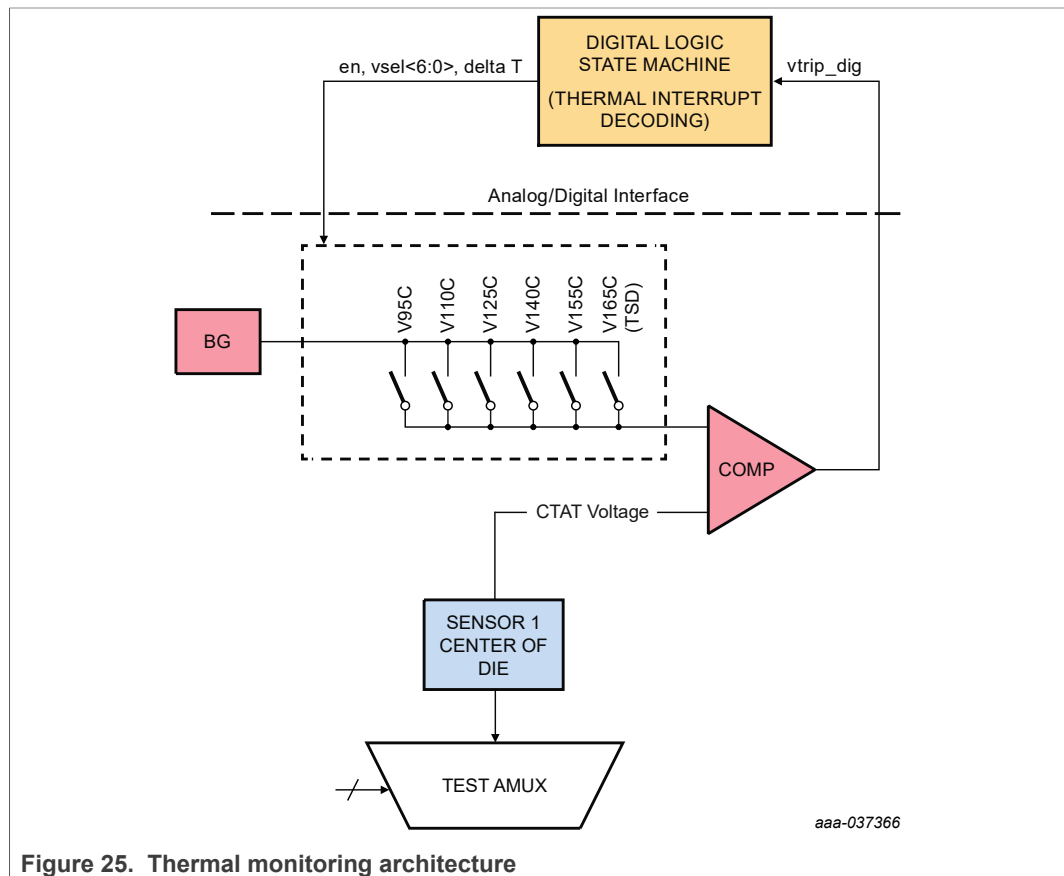 DIGITAL LOGIC
STATE MACHINE
(THERMAL INTERRUPT
DECODING)
en, vsel<6:0>, delta T
vtrip_dig
Analog/Digital Interface
V95C
V110C
V125C
V140C
V155C
V165C
(TSD)
BG
COMP
CTAT Voltage
SENSOR 1
CENTER OF
DIE
TEST AMUX
aaa-037366
Figure 25. Thermal monitoring architecture